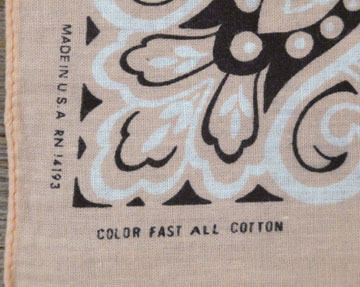 MADE IN U.S.A RN 14193
COLOR FAST ALL COTTON